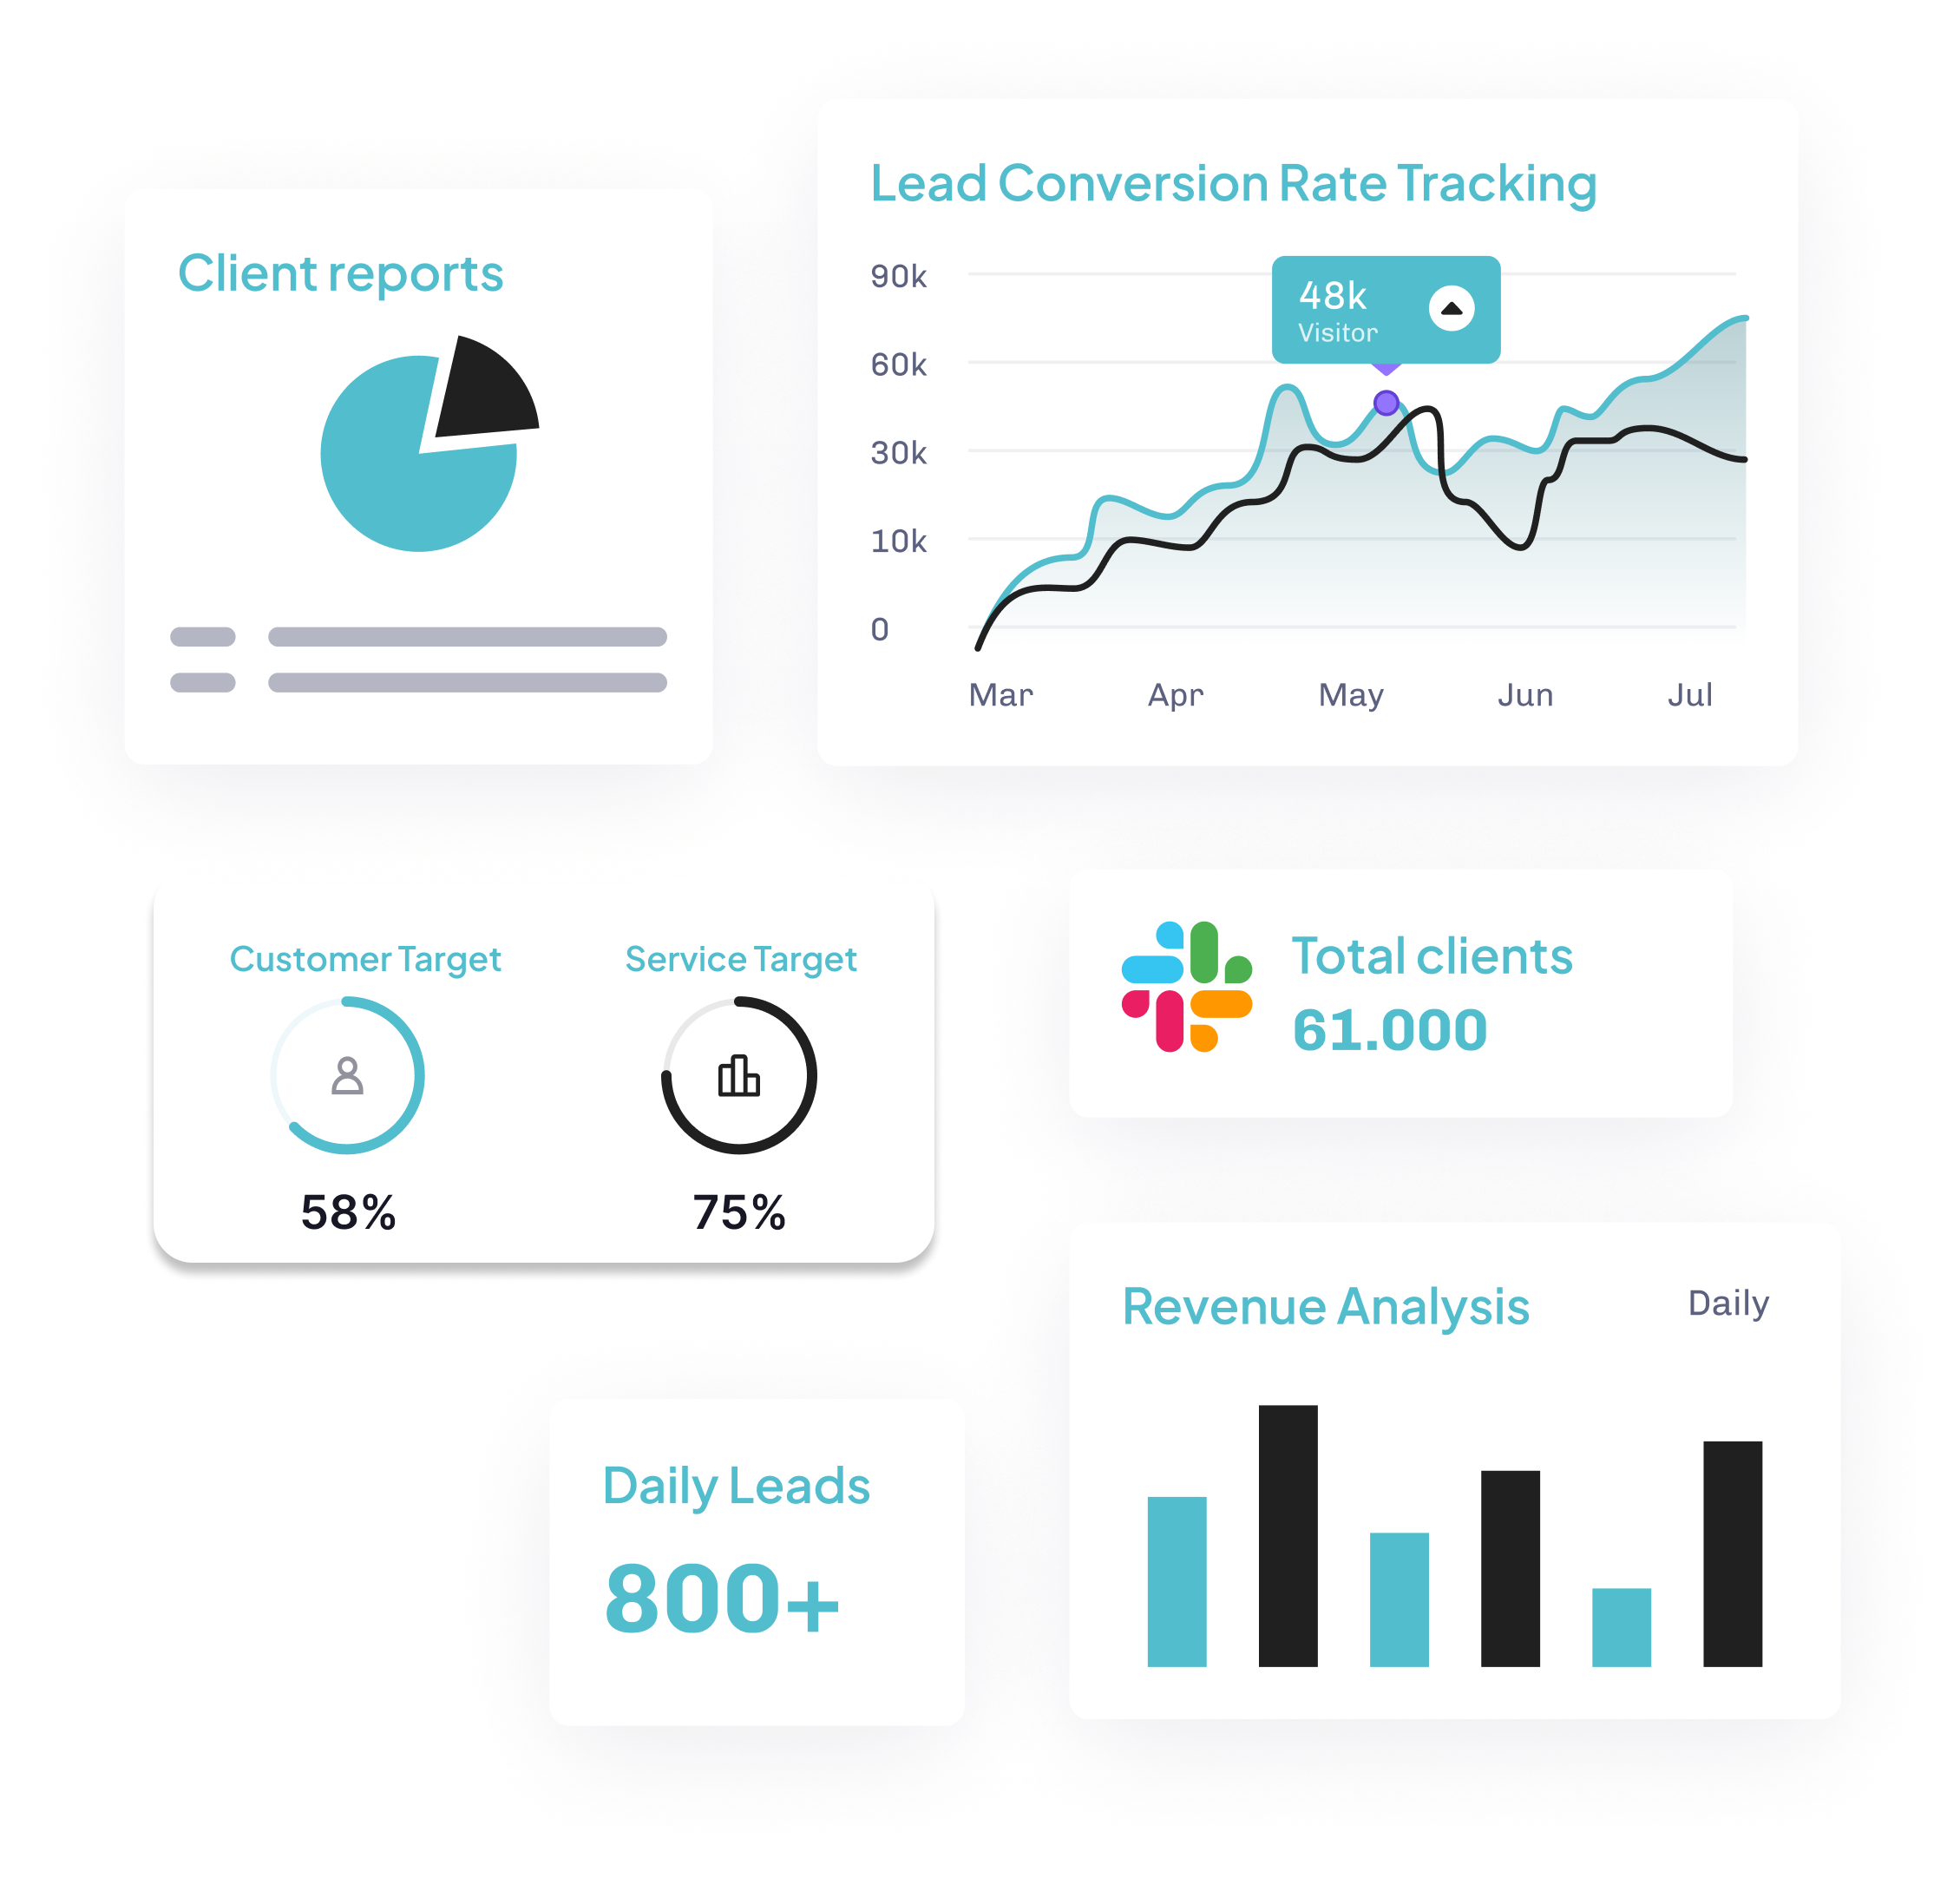 Client reports
Lead Conversion Rate Tracking
90k
60k
30k
10k
0
48k
Visitor
Mar Apr May Jun Jul
Customer Target
58%
Service Target
75%
Total clients
61.000
Daily Leads
800+
Revenue Analysis
Daily